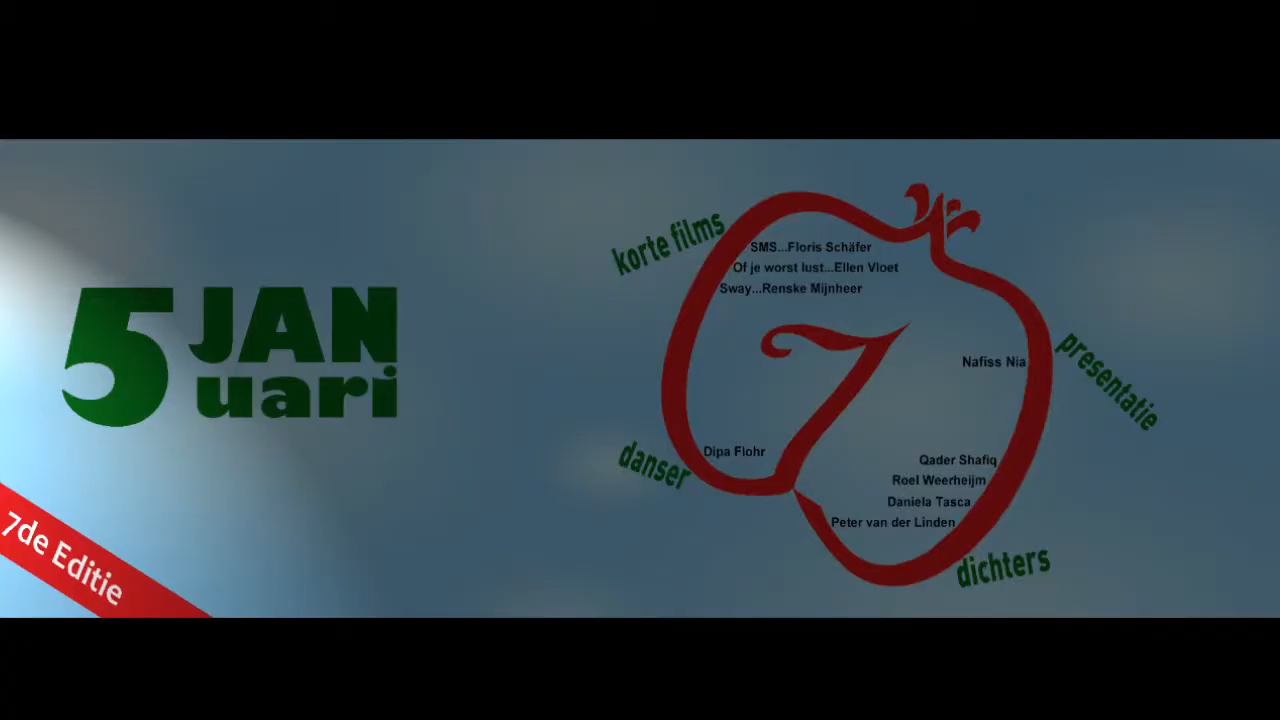 5 JAN
uari
7de Editie
korte films
SMS...Floris Schäfer
Of je worst lust...Ellen Vloet
Sway...Renske Mijnheer
7
Nafiss Nia
presentatie
danser
Dipa Flohr
Qader Shafiq
Roel Weerheijm
Daniela Tasca
Peter van der Linden
dichters